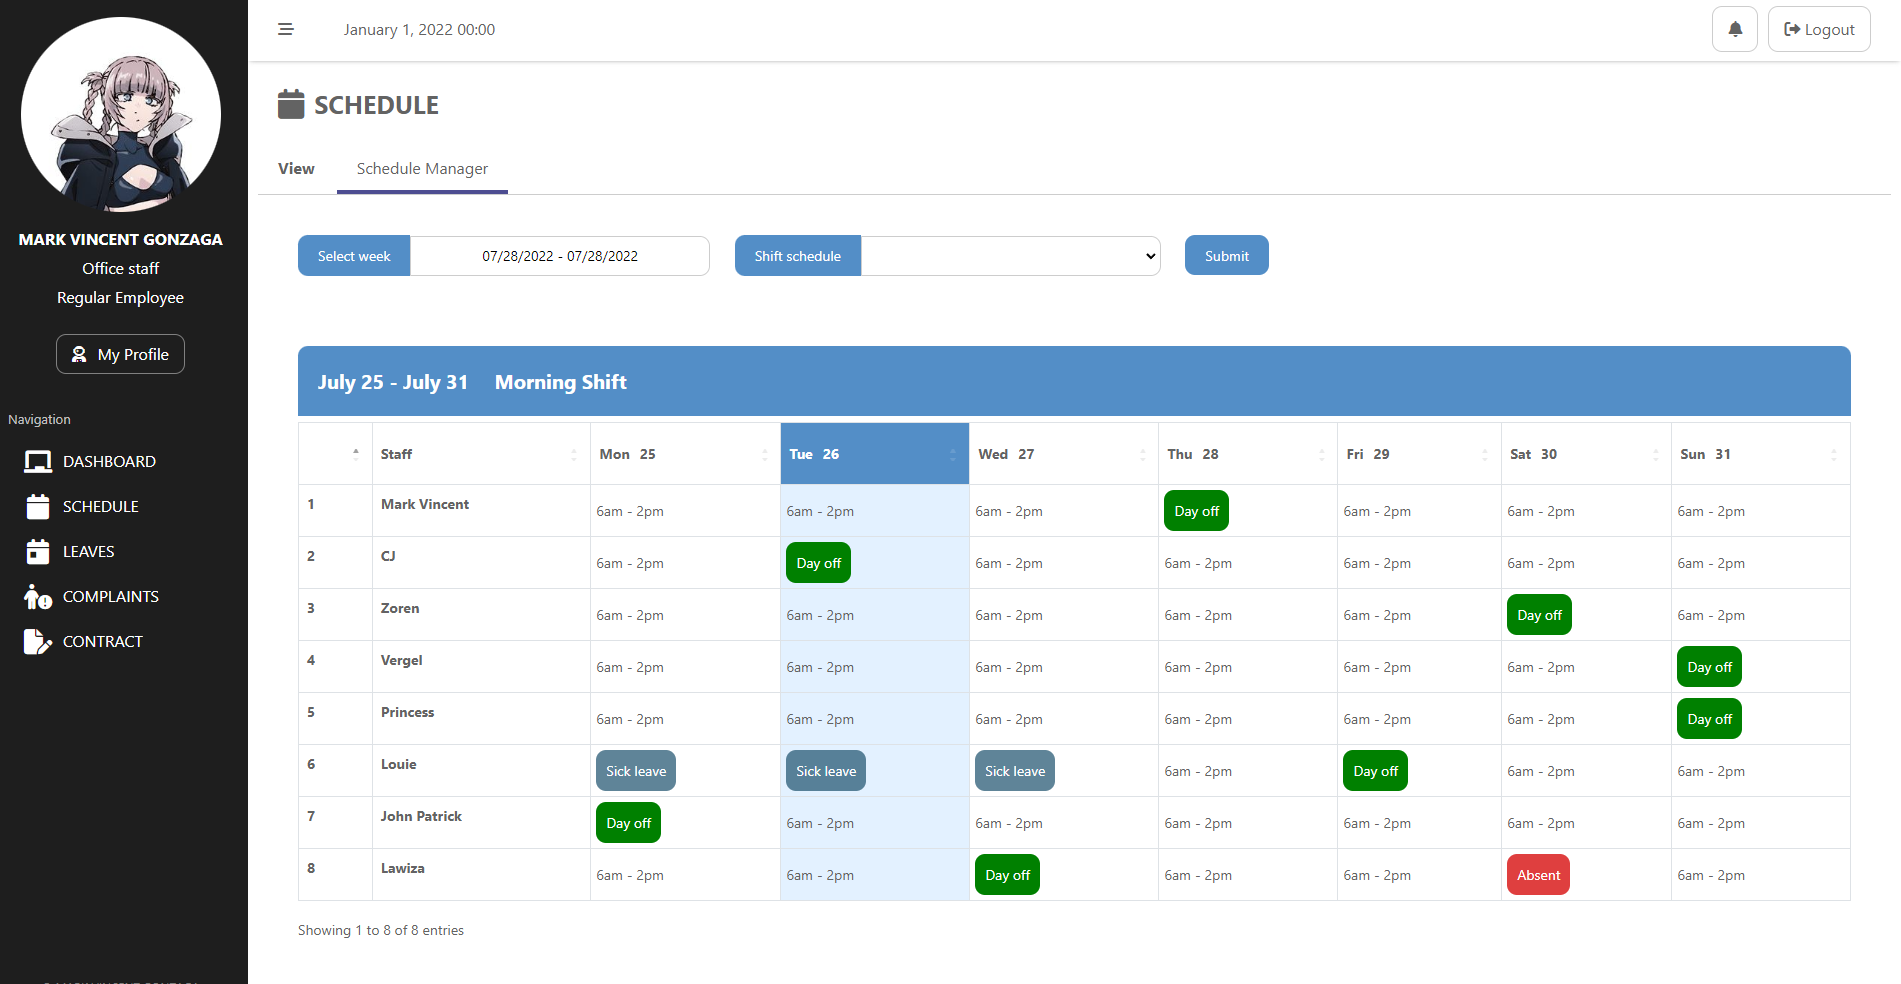 MARK VINCENT GONZAGA
Office staff
Regular Employee
My Profile
Navigation
DASHBOARD
SCHEDULE
LEAVES
COMPLAINTS
CONTRACT
January 1, 2022 00:00
Logout
SCHEDULE
View Schedule Manager
Select week 07/28/2022 - 07/28/2022 Shift schedule Submit
July 25 - July 31 Morning Shift
Staff Mon 25 Tue 26 Wed 27 Thu 28 Fri 29 Sat 30 Sun 31
1 Mark Vincent 6am - 2pm 6am - 2pm 6am - 2pm Day off 6am - 2pm 6am - 2pm 6am - 2pm
2 CJ 6am - 2pm Day off 6am - 2pm 6am - 2pm 6am - 2pm 6am - 2pm 6am - 2pm
3 Zoren 6am - 2pm 6am - 2pm 6am - 2pm 6am - 2pm 6am - 2pm Day off 6am - 2pm
4 Vergel 6am - 2pm 6am - 2pm 6am - 2pm 6am - 2pm 6am - 2pm 6am - 2pm Day off
5 Princess 6am - 2pm 6am - 2pm 6am - 2pm 6am - 2pm 6am - 2pm 6am - 2pm Day off
6 Louie Sick leave Sick leave Sick leave 6am - 2pm Day off 6am - 2pm 6am - 2pm
7 John Patrick Day off 6am - 2pm 6am - 2pm 6am - 2pm 6am - 2pm 6am - 2pm 6am - 2pm
8 Lawiza 6am - 2pm 6am - 2pm Day off 6am - 2pm 6am - 2pm Absent 6am - 2pm
Showing 1 to 8 of 8 entries